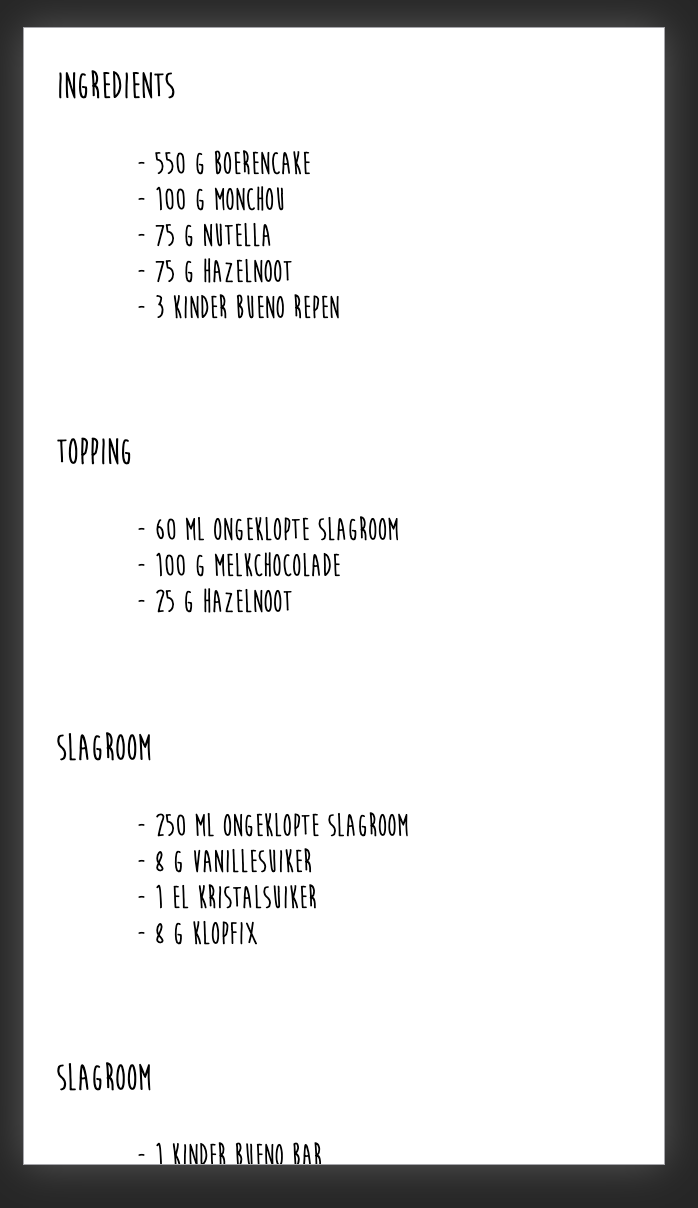 INGREDIENTS
- 550 G BOERENCAKE
- 100 G MONCHOU
- 75 G NUTELLA
- 75 G HAZELNOOT
- 3 KINDER BUENO REPEN
TOPPING
- 60 ML ONGEKLOPTE SLAGROOM
- 100 G MELKCHOCOLADE
- 25 G HAZELNOOT
SLAGROOM
- 250 ML ONGEKLOPTE SLAGROOM
- 8 G VANILLESUIKER
- 1 EL KRISTALSUIKER
- 8 G KLOPFIX
SLAGROOM
- 1 KINDER BUENO BAR